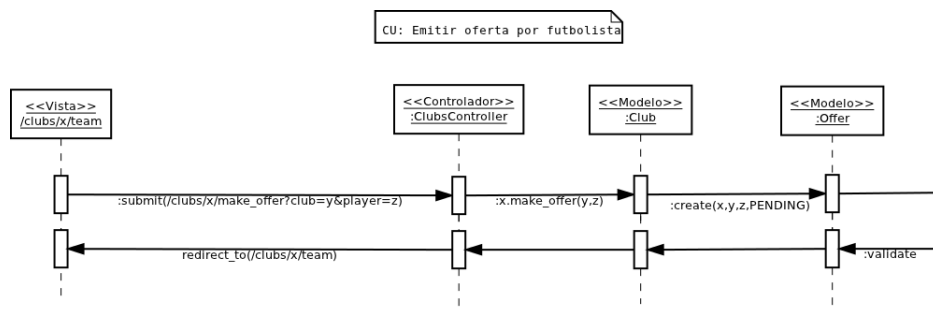 CU: Emitir oferta por futbolista
<<Vista>>
/clubs/x/team
<<Controlador>>
:ClubsController
<<Modelo>>
:Club
<<Modelo>>
:Offer
:submit(/clubs/x/make_offer?club=y&player=z)
:x.make_offer(y,z)
:create(x,y,z,PENDING)
redirect_to(/clubs/x/team)
:validate